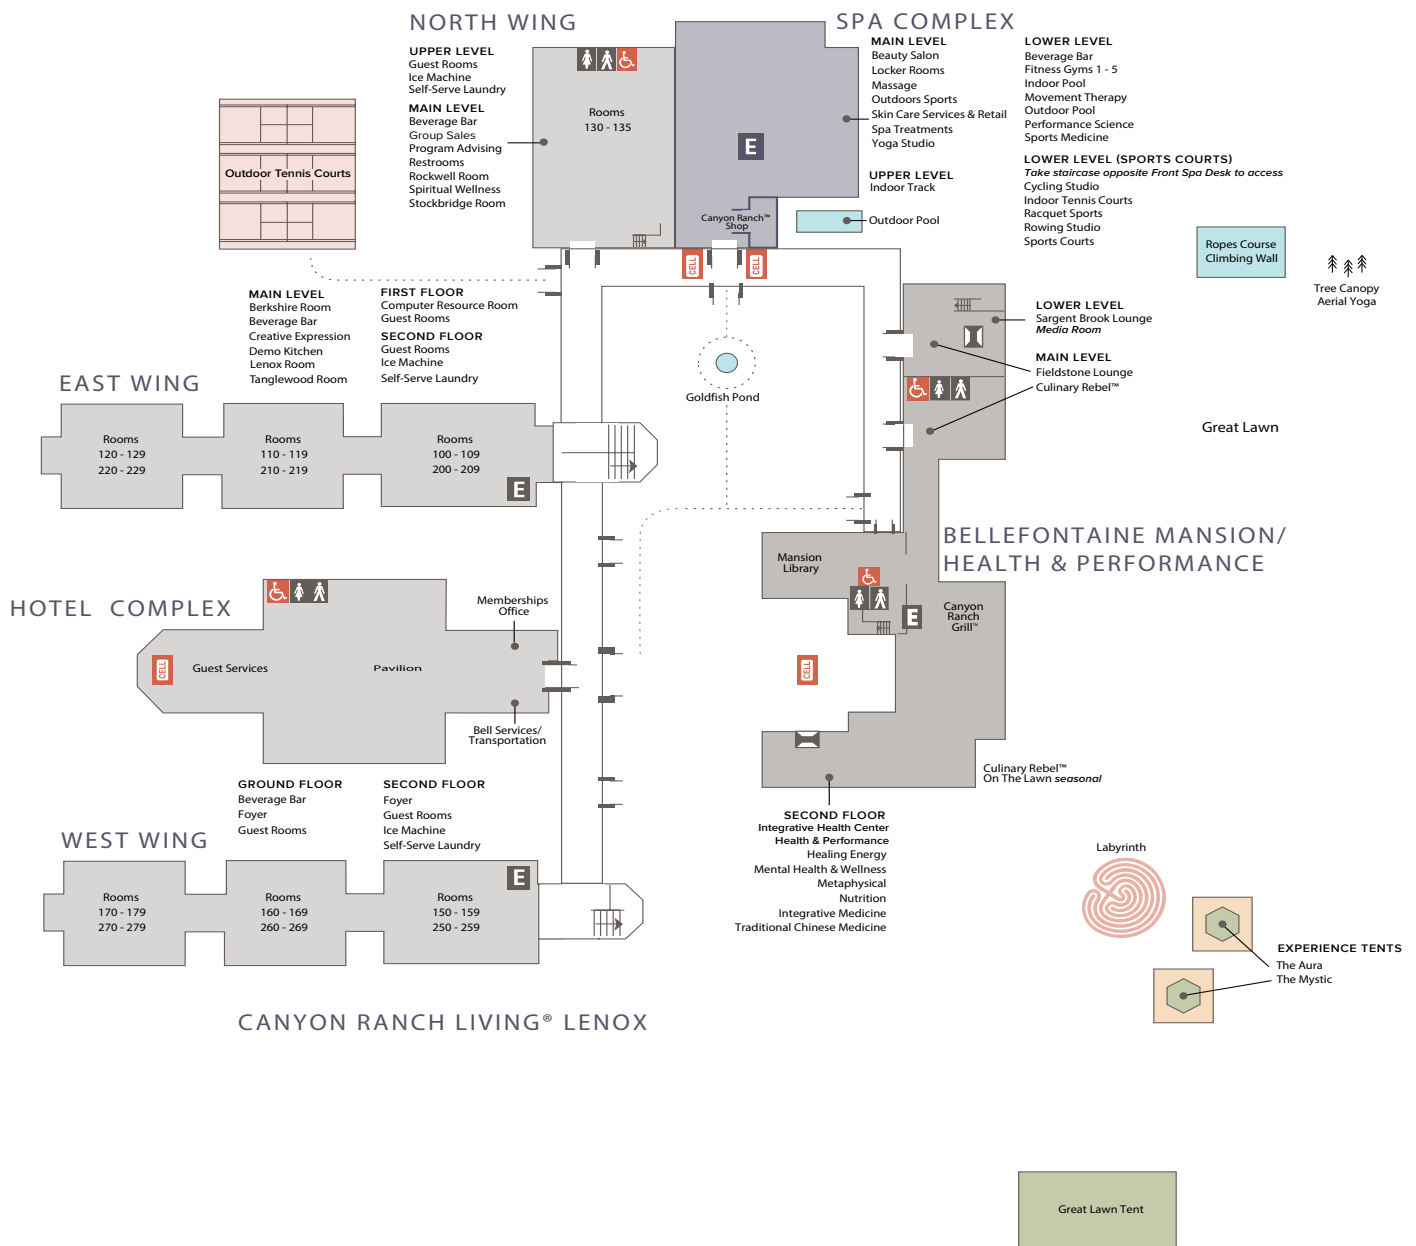 NORTH WING
UPPER LEVEL
Guest Rooms
Ice Machine
Self-Serve Laundry
MAIN LEVEL
Beverage Bar
Group Sales
Program Advising
Restrooms
Rockwell Room
Spiritual Wellness
Stockbridge Room
Rooms
130 - 135
SPA COMPLEX
MAIN LEVEL
Beauty Salon
Locker Rooms
Massage
Outdoors Sports
Skin Care Services & Retail
Spa Treatments
Yoga Studio
UPPER LEVEL
Indoor Track
LOWER LEVEL
Beverage Bar
Fitness Gyms 1 - 5
Indoor Pool
Movement Therapy
Outdoor Pool
Performance Science
Sports Medicine
LOWER LEVEL (SPORTS COURTS)
Take staircase opposite Front Spa Desk to access
Cycling Studio
Indoor Tennis Courts
Racquet Sports
Rowing Studio
Sports Courts
E
Canyon Ranch™
Shop
Outdoor Pool
CELL
CELL
Outdoor Tennis Courts
Ropes Course
Climbing Wall
Tree Canopy
Aerial Yoga
MAIN LEVEL
Berkshire Room
Beverage Bar
Creative Expression
Demo Kitchen
Lenox Room
Tanglewood Room
FIRST FLOOR
Computer Resource Room
Guest Rooms
SECOND FLOOR
Guest Rooms
Ice Machine
Self-Serve Laundry
EAST WING
Rooms
120 - 129
220 - 229
Rooms
110 - 119
210 - 219
Rooms
100 - 109
200 - 209
E
Goldfish Pond
LOWER LEVEL
Sargent Brook Lounge
Media Room
MAIN LEVEL
Fieldstone Lounge
Culinary Rebel™
Great Lawn
BELLEFONTAINE MANSION/
HEALTH & PERFORMANCE
Mansion
Library
E
Canyon
Ranch
Grill™
CELL
Culinary Rebel™
On The Lawn seasonal
SECOND FLOOR
Integrative Health Center
Health & Performance
Healing Energy
Mental Health & Wellness
Metaphysical
Nutrition
Integrative Medicine
Traditional Chinese Medicine
HOTEL COMPLEX
CELL
Guest Services
Pavilion
Memberships
Office
Bell Services/
Transportation
GROUND FLOOR
Beverage Bar
Foyer
Guest Rooms
SECOND FLOOR
Foyer
Guest Rooms
Ice Machine
Self-Serve Laundry
WEST WING
Rooms
170 - 179
270 - 279
Rooms
160 - 169
260 - 269
Rooms
150 - 159
250 - 259
E
Labyrinth
EXPERIENCE TENTS
The Aura
The Mystic
CANYON RANCH LIVING® LENOX
Great Lawn Tent